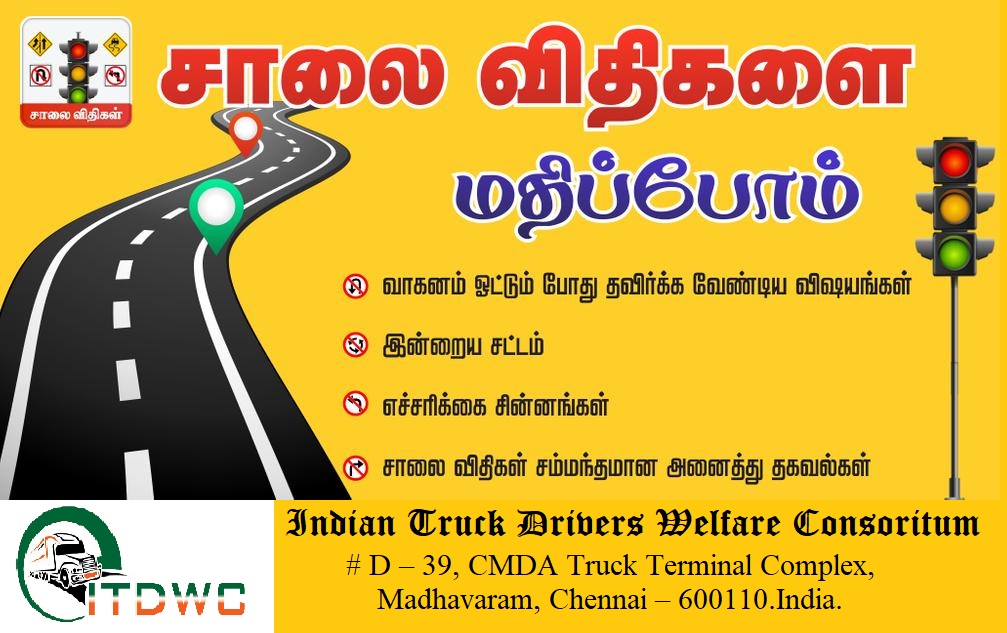 சாலை விதிகள்
சாலை விதிகளை
மதிப்போம்
வாகனம் ஓட்டும் போது தவிர்க்க வேண்டிய விஷயங்கள்
இன்றைய சட்டம்
எச்சரிக்கை சின்னங்கள்
சாலை விதிகள் சம்மந்தமான அனைத்து தகவல்கள்
ITDWC
Indian Truck Drivers Welfare Consoritum
# D – 39, CMDA Truck Terminal Complex,
Madhavaram, Chennai – 600110.India.